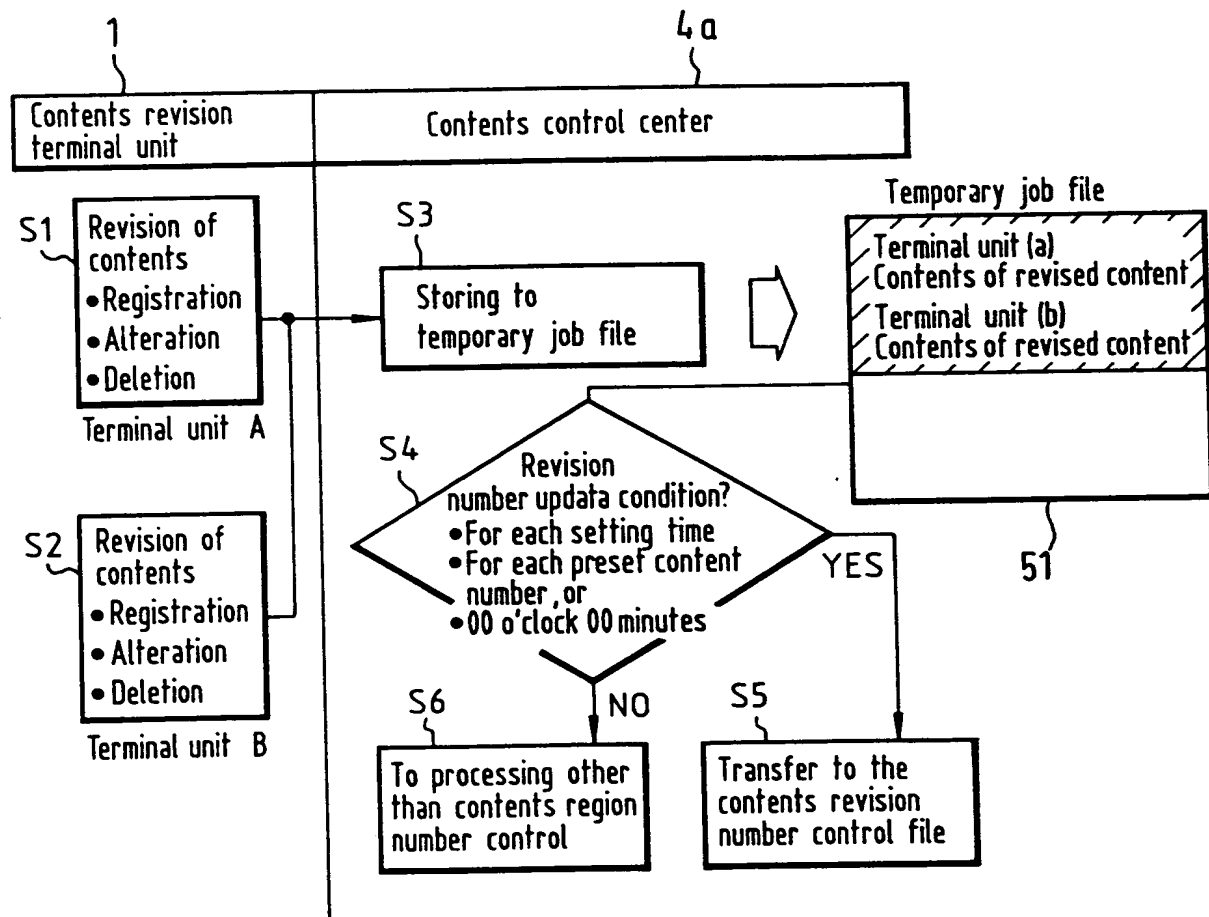 1
4a
Contents revision
terminal unit
Contents control center
S1
Revision of
contents
•Registration
•Alteration
•Deletion
Terminal unit A
S2
Revision of
contents
•Registration
•Alteration
•Deletion
Terminal unit B
S3
Storing to
temporary job file
Temporary job file
Terminal unit (a)
Contents of revised content
Terminal unit (b)
Contents of revised content
51
S4
Revision
number updata condition?
•For each setting time
•For each preset content
number, or
•00 o'clock 00 minutes
YES
NO
S6
To processing other
than contents region
number control
S5
Transfer to the
contents revision
number control file